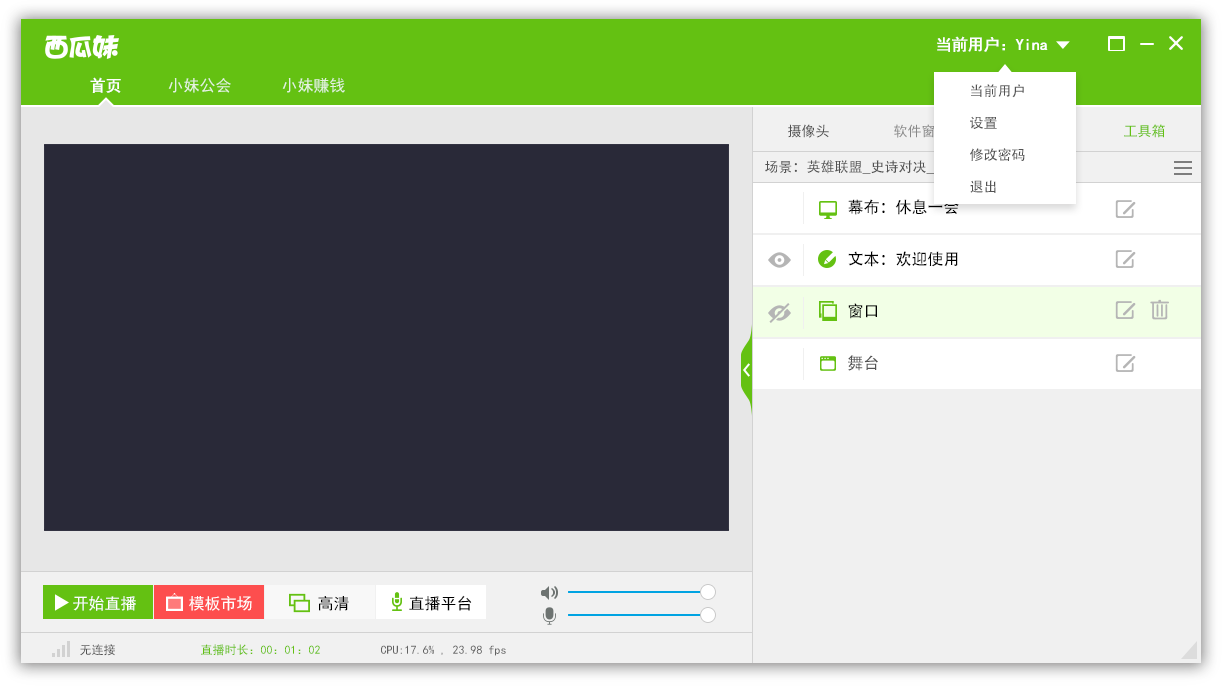 西瓜妹
当前用户：Yina
首页
小妹公会
小妹赚钱
当前用户
设置
修改密码
退出
摄像头
软件窗
工具箱
场景：英雄联盟_史诗对决_
幕布：休息一会
文本：欢迎使用
窗口
舞台
开始直播
模板市场
高清
直播平台
无连接
直播时长：00：01：02
CPU:17.6% , 23.98 fps